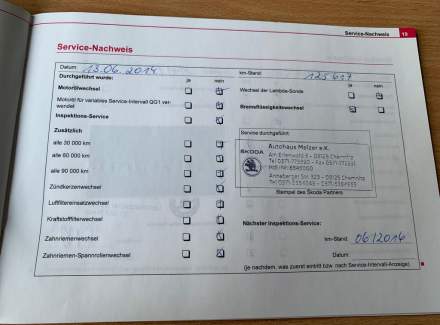 Service-Nachweis 19
Service-Nachweis
Datum: 13.06.2014 km-Stand: 125 617
Durchgeführt wurde: ja nein ja nein
Motorölwechsel
Wechsel der Lambda-Sonde
Motoröl für variables Service-Intervall QG1 verwendet
Bremsflüssigkeitswechsel
Inspektions-Service
Zusätzlich
Service durchgeführt:
alle 30 000 km
alle 60 000 km
alle 90 000 km
ŠKODA
Autohaus Melzer e.K.
Stempel des Škoda Partners
Zündkerzenwechsel
Luftfiltereinsatzwechsel
Kraftstofffilterwechsel
Nächster Inspektions-Service:
Zahnriemenwechsel
km-Stand: 06/2014
Zahnriemen-Spannrollenwechsel
Datum:
(je nachdem, was zuerst eintritt bzw. nach Service-Intervall-Anzeige)